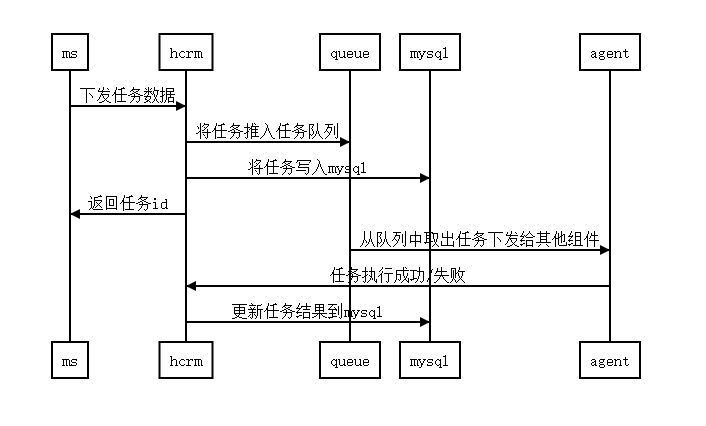 ms hcrm queue mysql agent
下发任务数据
将任务推入任务队列
将任务写入mysql
返回任务id
从队列中取出任务下发给其他组件
任务执行成功/失败
更新任务结果到mysql
ms hcrm queue mysql agent